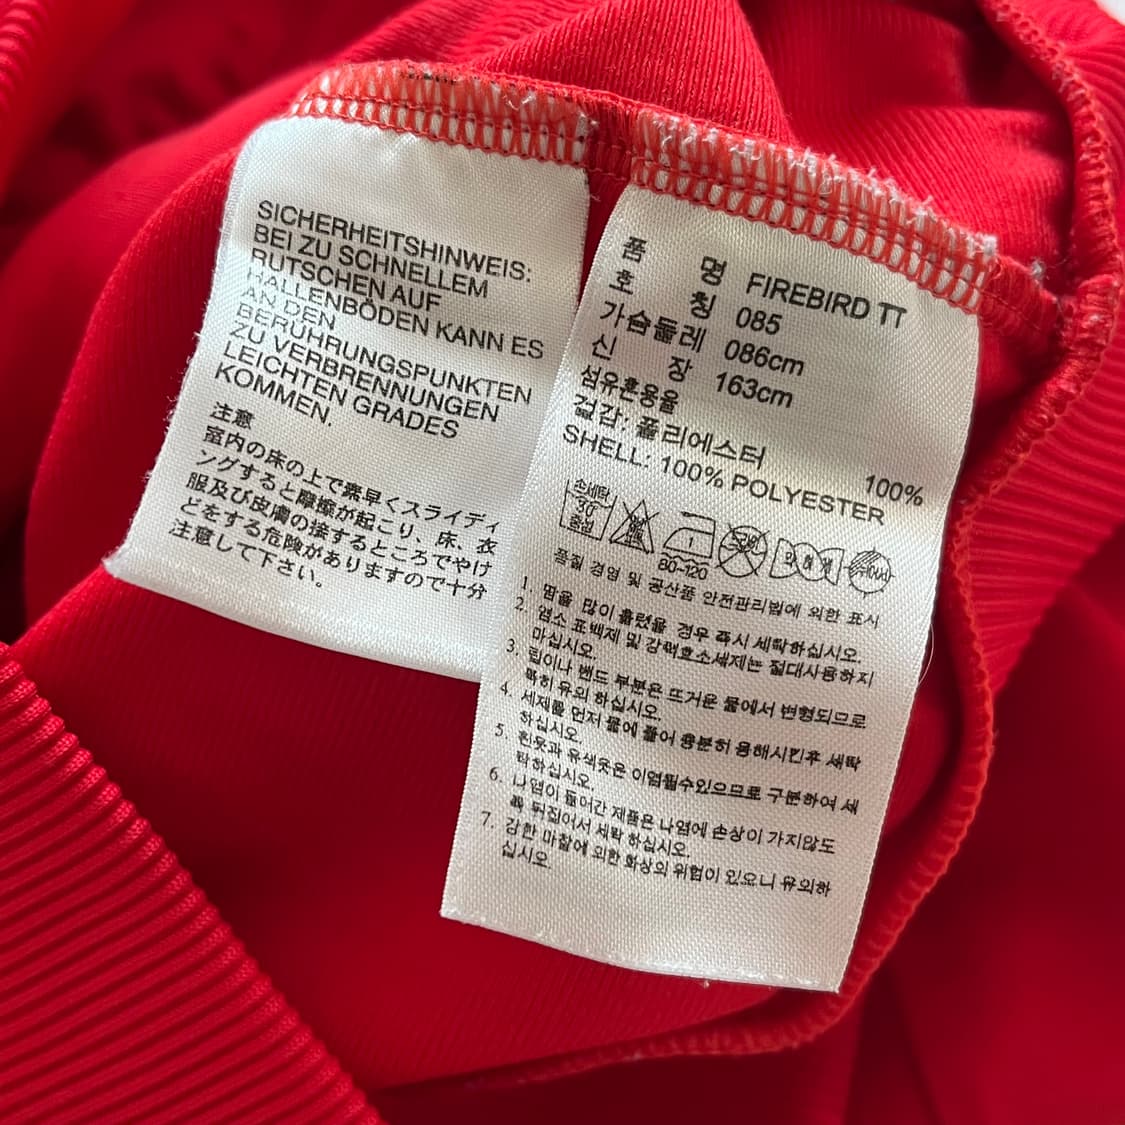 SICHERHEITSHINWEIS:
BEI ZU SCHNELLEM
RUTSCHEN AUF
HALLENBÖDEN KANN ES
AN DEN
BERÜHRUNGSPUNKTEN
ZU VERBRENNUNGEN
LEICHTEN GRADES
KOMMEN.
注意
室内の床の上で素早くスライディ
ングすると摩擦が起こり、床、衣
服及び皮膚の接するところでやけ
どをする危険がありますので十分
注意して下さい。
품 명 FIREBIRD TT
호 칭 085
가슴둘레 086cm
신 장 163cm
섬유혼용율
겉감: 폴리에스터 100%
SHELL: 100% POLYESTER
손세탁
30
중성
80~120
품질 경영 및 공산품 안전관리법에 의한 표시
1. 땀을 많이 흘렸을 경우 즉시 세탁하십시오.
2. 염소 표백제 및 강력효소세제는 절대사용하지
마십시오.
3. 립이나 밴드 부분은 뜨거운 물에서 변형되므로
특히 유의 하십시오.
4. 세제를 먼저 물에 풀어 충분히 용해시킨후 세탁
하십시오.
5. 흰옷과 유색옷은 이염될수있으므로 구분하여 세
탁하십시오.
6. 나염이 들어간 제품은 나염에 손상이 가지않도
록 뒤집어서 세탁 하십시오.
7. 강한 마찰에 의한 화상의 위험이 있으니 유의하
십시오.